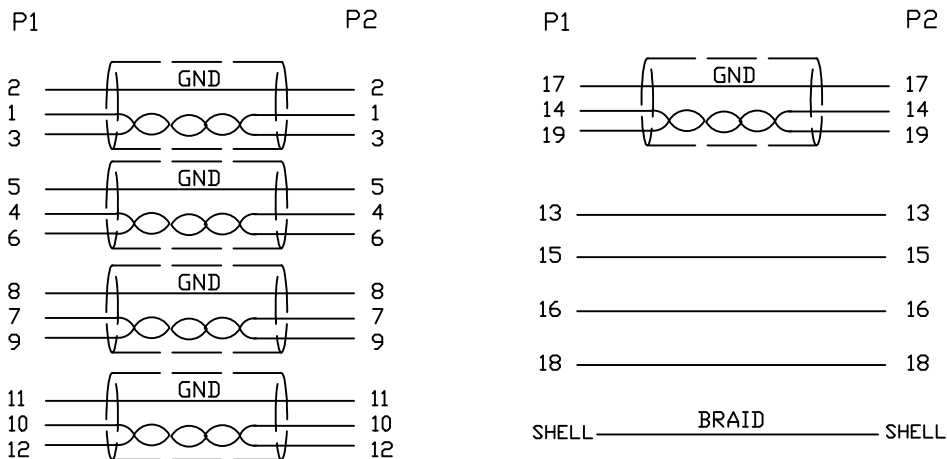 P1 P2
GND
2 2
1 1
3 3
GND
5 5
4 4
6 6
GND
8 8
7 7
9 9
GND
11 11
10 10
12 12
P1 P2
GND
17 17
14 14
19 19
13 13
15 15
16 16
18 18
BRAID
SHELL SHELL